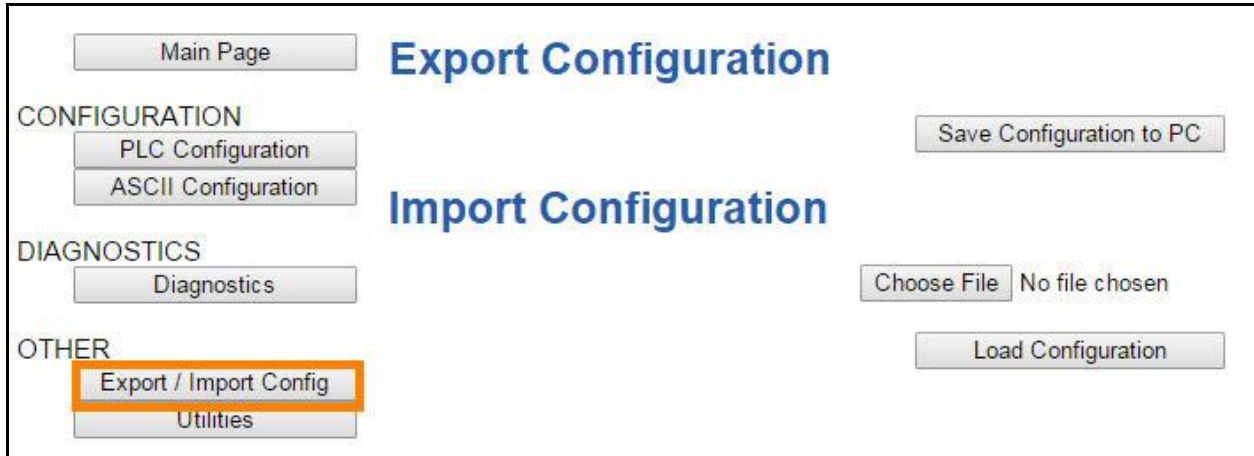 Main Page
CONFIGURATION
PLC Configuration
ASCII Configuration
DIAGNOSTICS
Diagnostics
OTHER
Export / Import Config
Utilities
Export Configuration
Save Configuration to PC
Import Configuration
Choose File No file chosen
Load Configuration